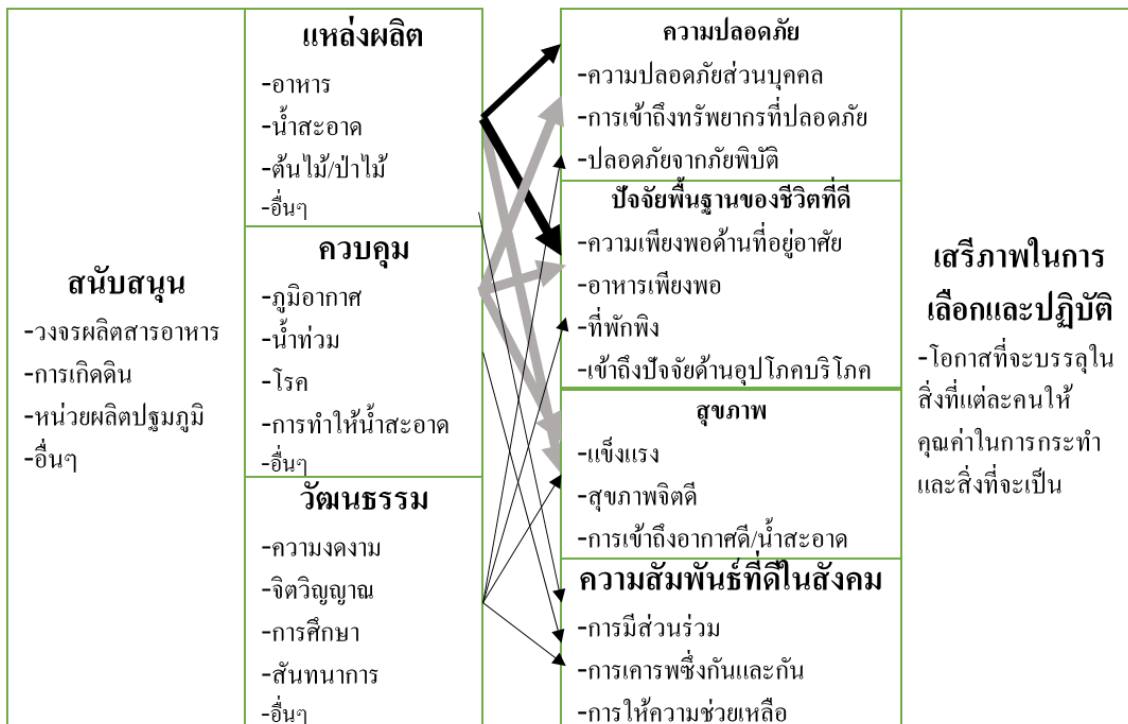 สนับสนุน
-วงจรผลิตสารอาหาร
-การเกิดดิน
-หน่วยผลิตปฐมภูมิ
-อื่นๆ
แหล่งผลิต
-อาหาร
-น้ำสะอาด
-ต้นไม้/ป่าไม้
-อื่นๆ
ควบคุม
-ภูมิอากาศ
-น้ำท่วม
-โรค
-การทำให้น้ำสะอาด
-อื่นๆ
วัฒนธรรม
-ความงดงาม
-จิตวิญญาณ
-การศึกษา
-สันทนาการ
-อื่นๆ
ความปลอดภัย
-ความปลอดภัยส่วนบุคคล
-การเข้าถึงทรัพยากรที่ปลอดภัย
-ปลอดภัยจากภัยพิบัติ
ปัจจัยพื้นฐานของชีวิตที่ดี
-ความเพียงพอด้านที่อยู่อาศัย
-อาหารเพียงพอ
-ที่พักพิง
-เข้าถึงปัจจัยด้านอุปโภคบริโภค
สุขภาพ
-แข็งแรง
-สุขภาพจิตดี
-การเข้าถึงอากาศดี/น้ำสะอาด
ความสัมพันธ์ที่ดีในสังคม
-การมีส่วนร่วม
-การเคารพซึ่งกันและกัน
-การให้ความช่วยเหลือ
เสรีภาพในการ
เลือกและปฏิบัติ
-โอกาสที่จะบรรลุใน
สิ่งที่แต่ละคนให้
คุณค่าในการกระทำ
และสิ่งที่จะเป็น